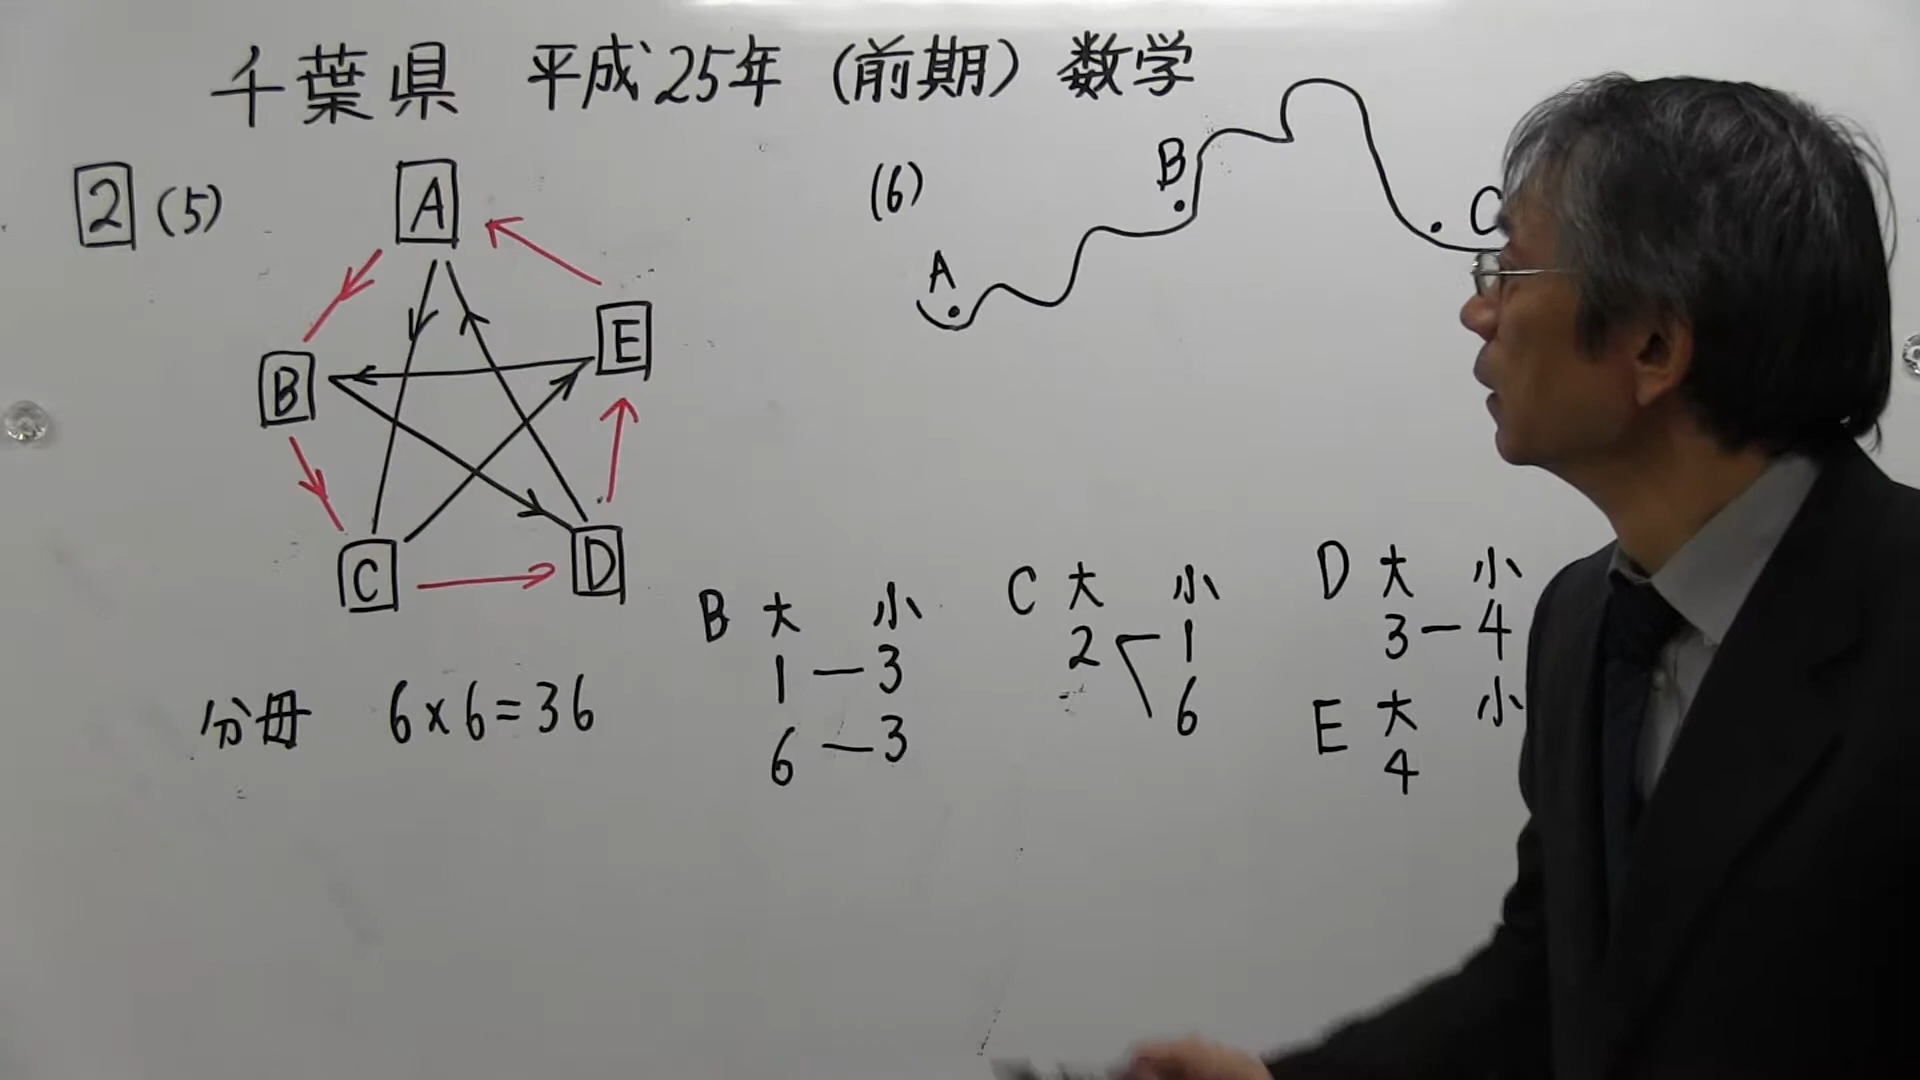 千葉県 平成25年 (前期) 数学
2 (5)
A
B
C
D
E
(6)
A
B
C
分母 6×6=36
B 大 小
1 — 3
6 — 3
C 大 小
2 1
6
D 大 小
3 — 4
E 大 小
4